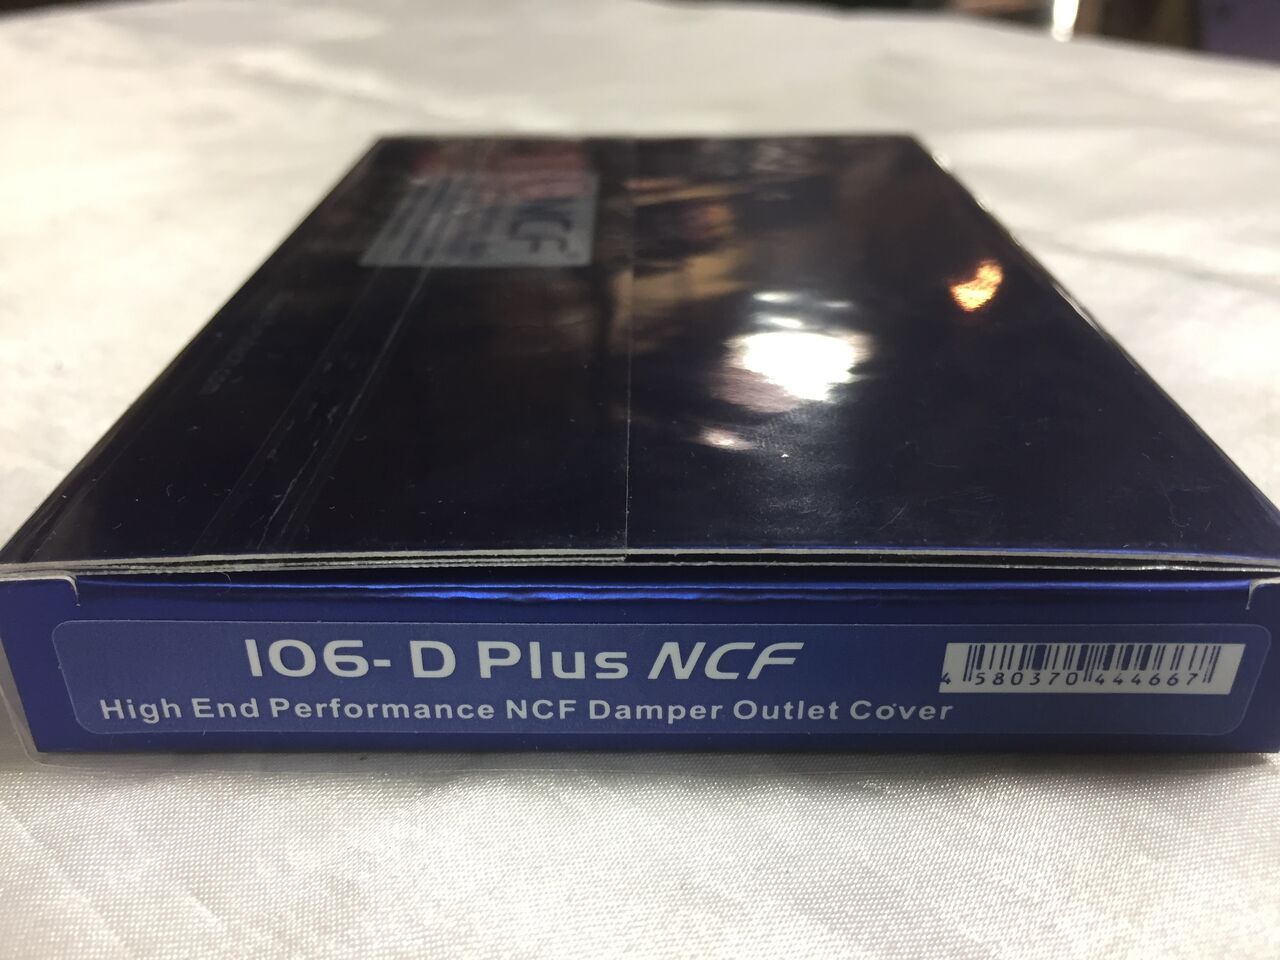 NCF
106-D Plus NCF
High End Performance NCF Damper Outlet Cover
4 580370 444667